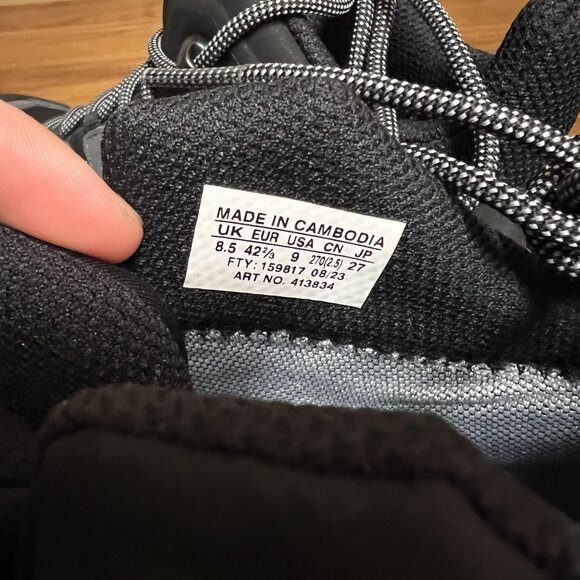 MADE IN CAMBODIA
UK EUR USA CN JP
8.5 42⅔ 9 270(2.5) 27
FTY: 159817 08/23
ART NO. 413834